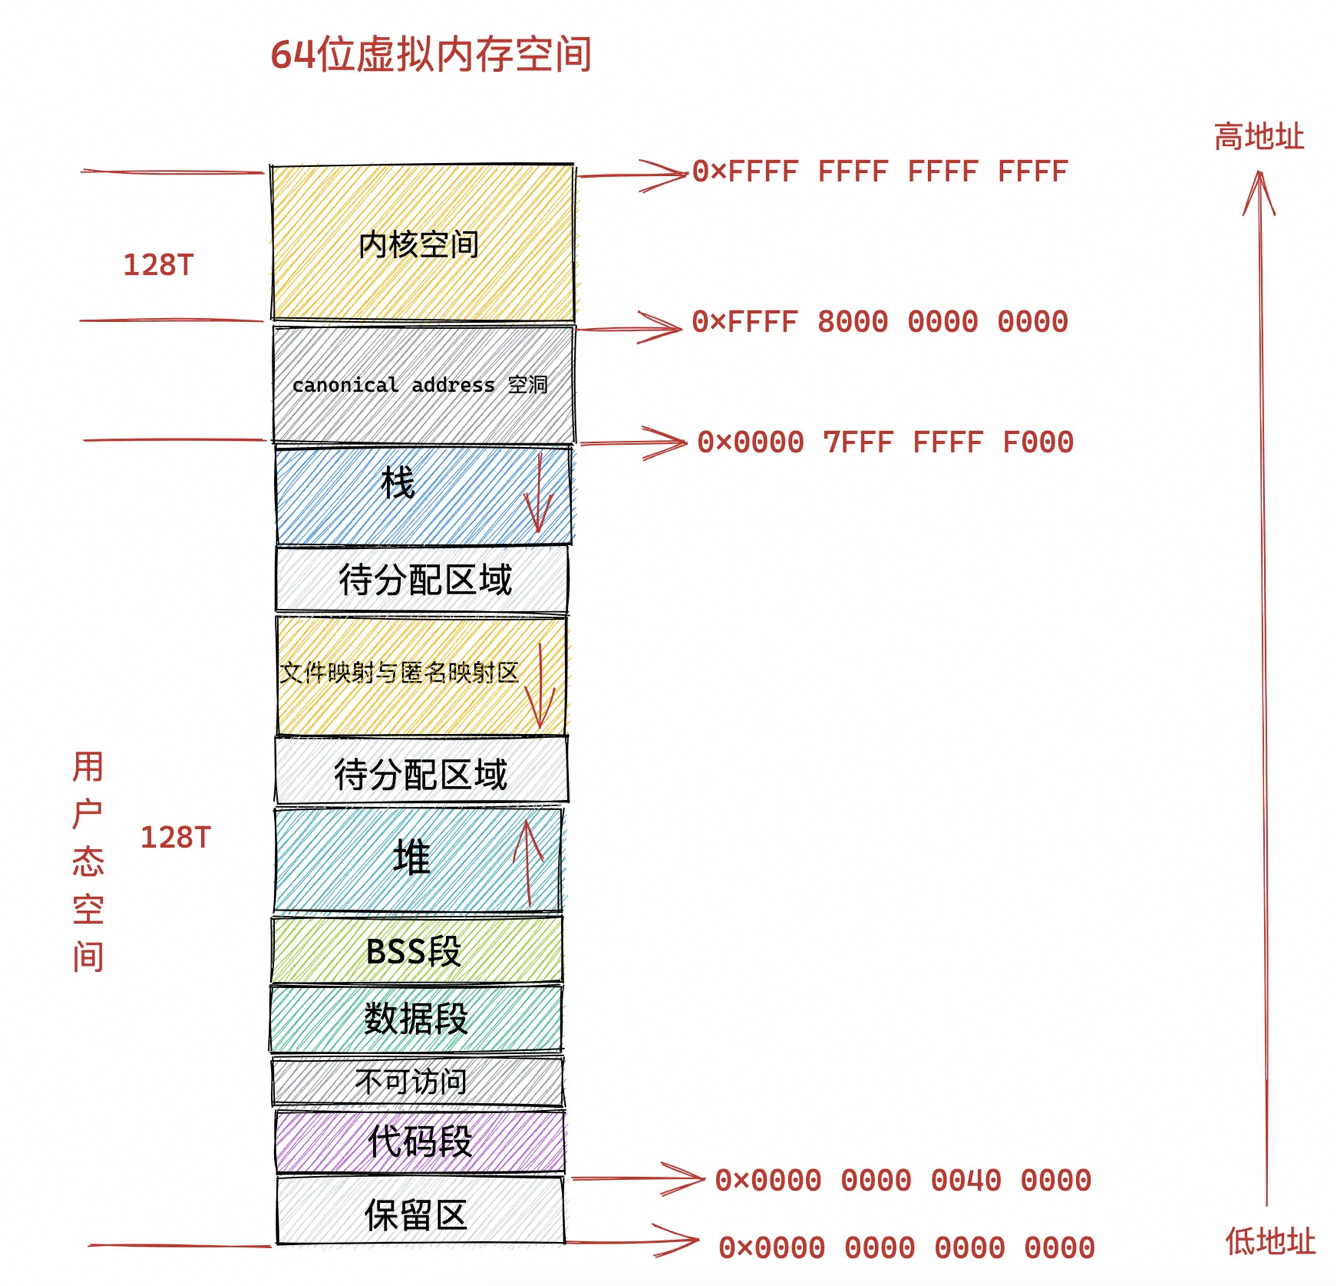 64位虚拟内存空间
高地址
0×FFFF FFFF FFFF FFFF
内核空间
128T
0×FFFF 8000 0000 0000
canonical address 空洞
0×0000 7FFF FFFF F000
栈
待分配区域
文件映射与匿名映射区
待分配区域
用户态空间
128T
堆
BSS段
数据段
不可访问
代码段
0×0000 0000 0040 0000
保留区
0×0000 0000 0000 0000
低地址